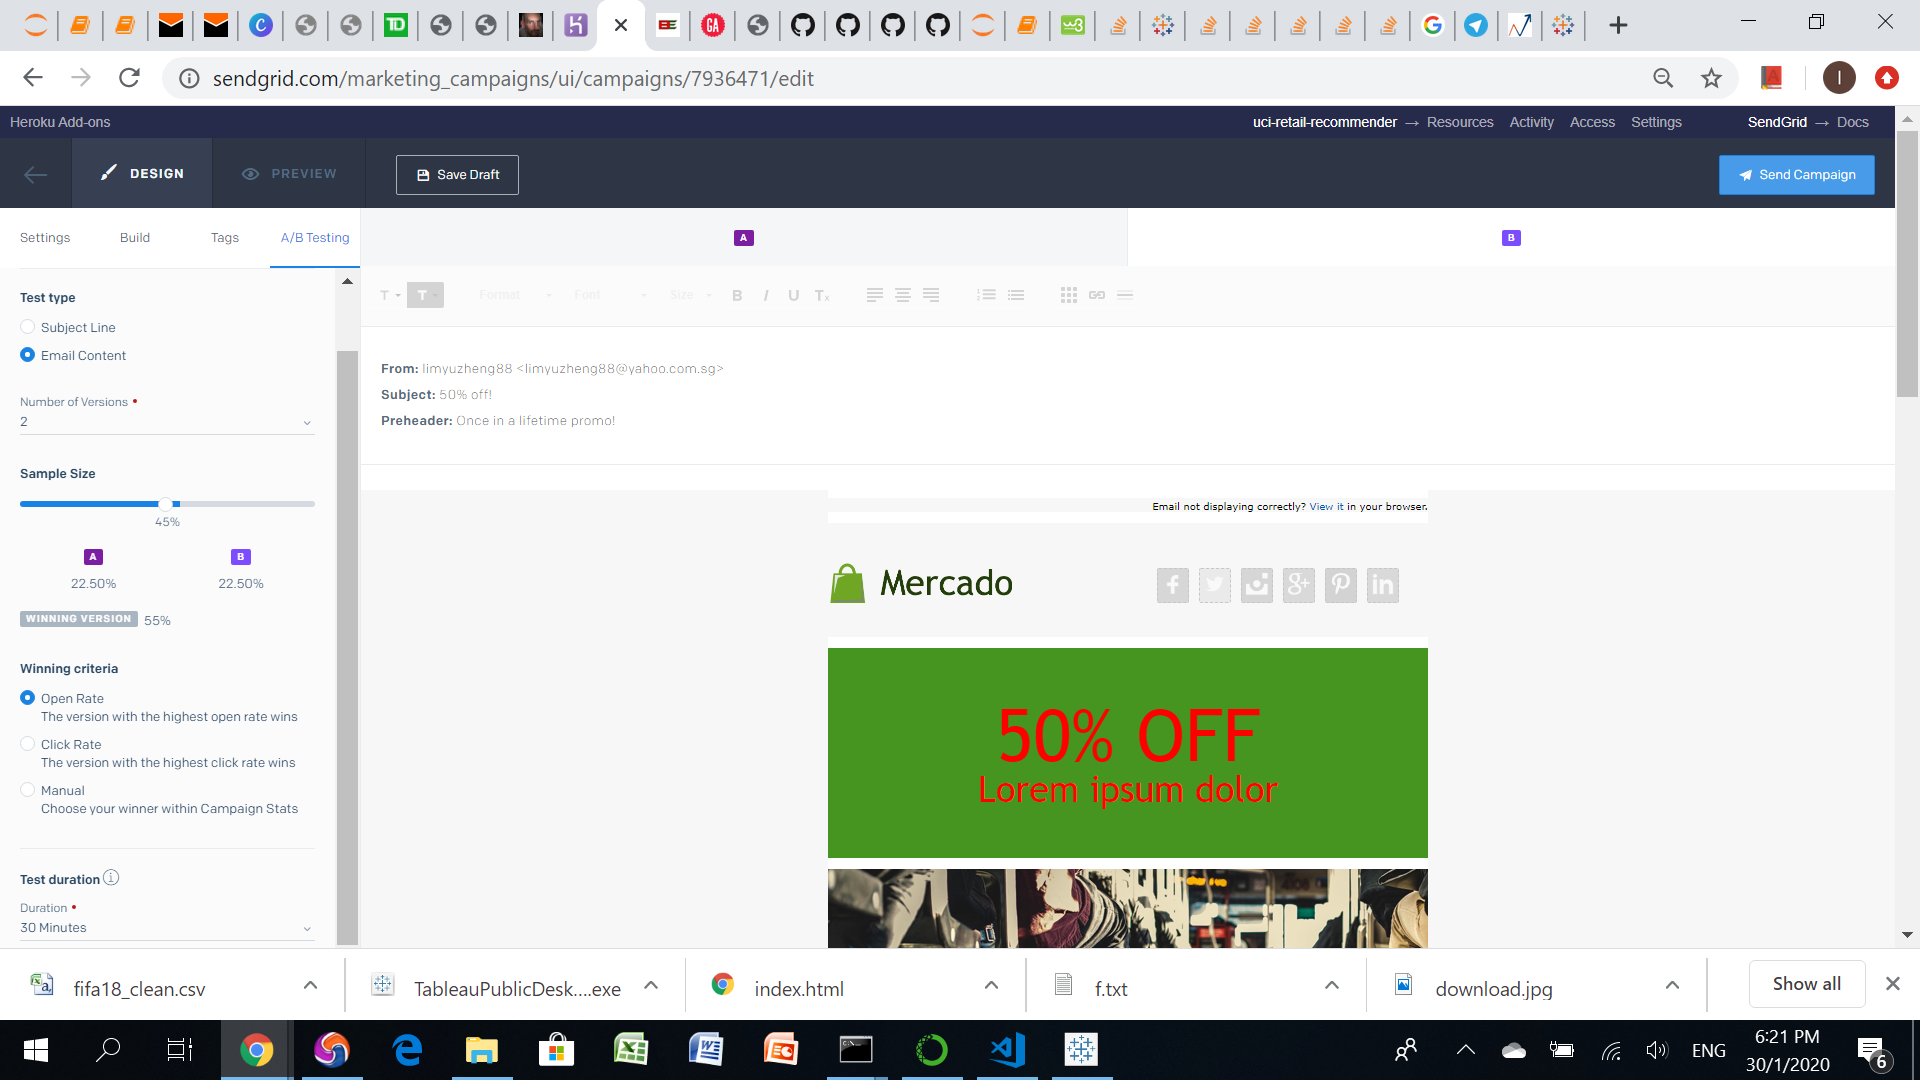 sendgrid.com/marketing_campaigns/ui/campaigns/7936471/edit
Heroku Add-ons
uci-retail-recommender → Resources Activity Access Settings SendGrid → Docs
DESIGN PREVIEW Save Draft Send Campaign
Settings Build Tags A/B Testing
A
B
Format Font Size B I U Tx
Test type
Subject Line
Email Content
Number of Versions •
2
Sample Size
45%
A B
22.50% 22.50%
WINNING VERSION 55%
Winning criteria
Open Rate
The version with the highest open rate wins
Click Rate
The version with the highest click rate wins
Manual
Choose your winner within Campaign Stats
Test duration
Duration •
30 Minutes
From: limyuzheng88 <limyuzheng88@yahoo.com.sg>
Subject: 50% off!
Preheader: Once in a lifetime promo!
Email not displaying correctly? View it in your browser.
Mercado
50% OFF
Lorem ipsum dolor
fifa18_clean.csv TableauPublicDesk....exe index.html f.txt download.jpg Show all
ENG
6:21 PM
30/1/2020
6